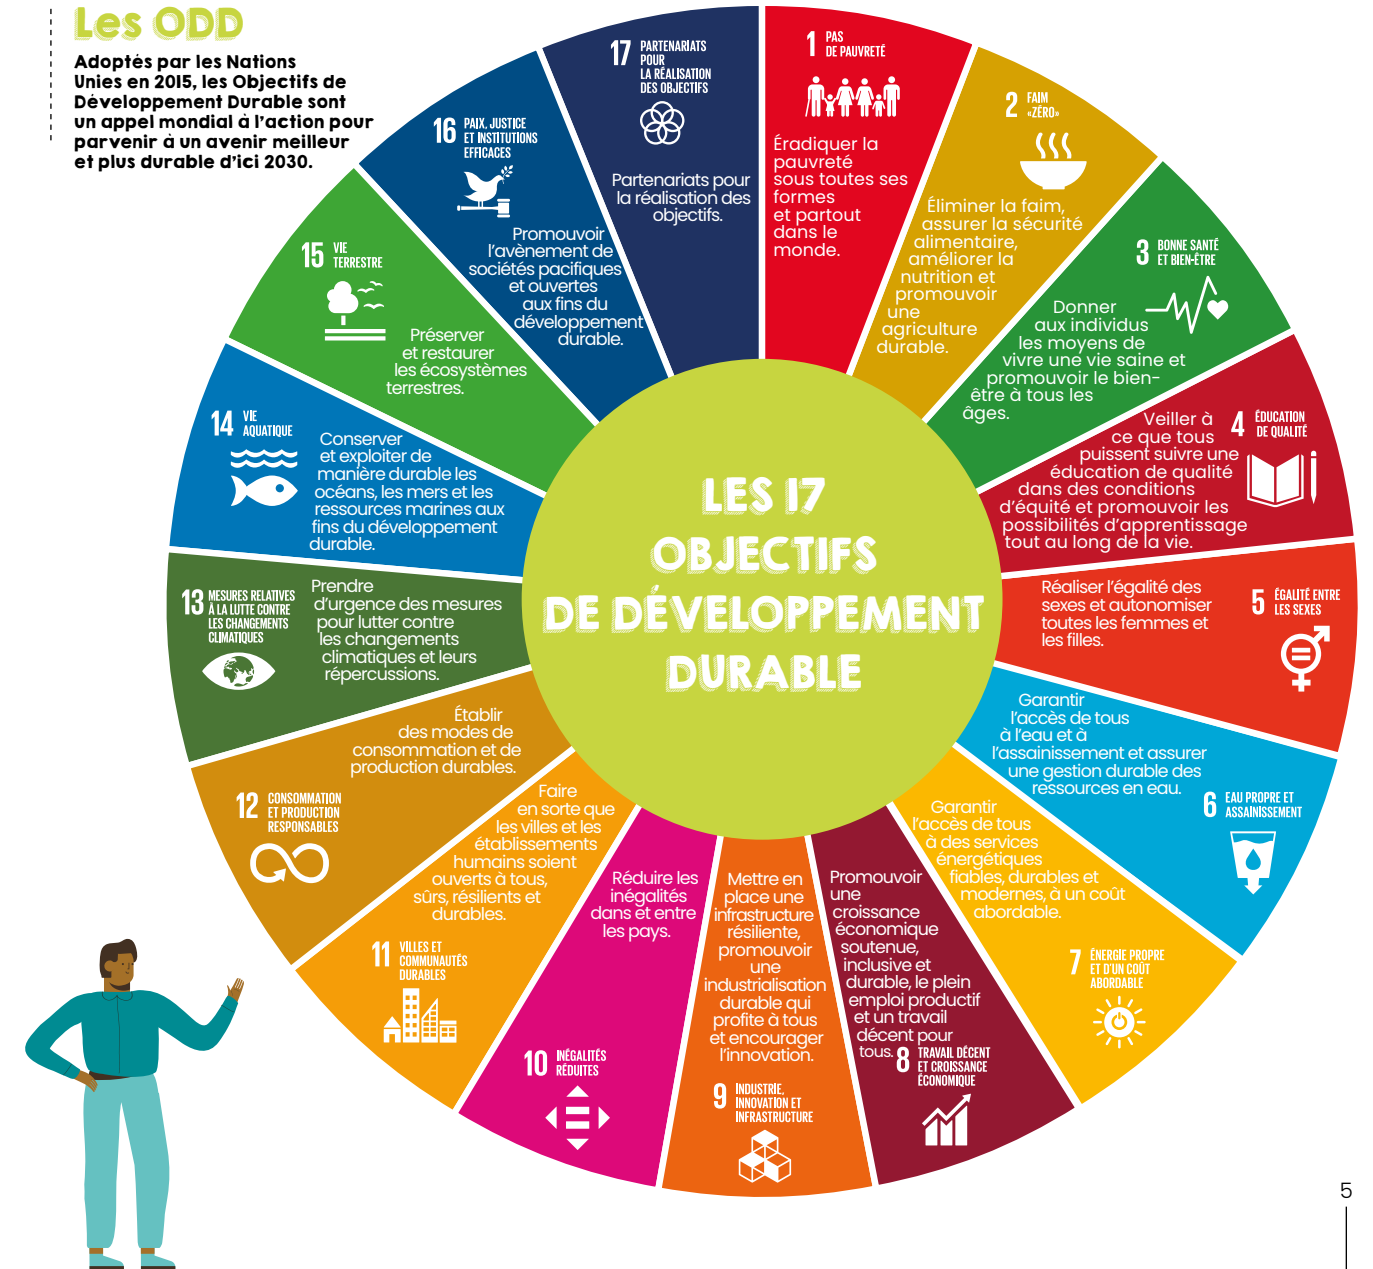 Les ODD
Adoptés par les Nations
Unies en 2015, les Objectifs de
Développement Durable sont
un appel mondial à l'action pour
parvenir à un avenir meilleur
et plus durable d'ici 2030.
LES 17
OBJECTIFS
DE DÉVELOPPEMENT
DURABLE
1 PAS
DE PAUVRETÉ
Éradiquer la
pauvreté
sous toutes ses
formes
et partout
dans le
monde.
2 FAIM
«ZÉRO»
Éliminer la faim,
assurer la sécurité
alimentaire,
améliorer la
nutrition et
promouvoir
une
agriculture
durable.
3 BONNE SANTÉ
ET BIEN-ÊTRE
Donner
aux individus
les moyens de
vivre une vie saine et
promouvoir le bien-
être à tous les
âges.
4 ÉDUCATION
DE QUALITÉ
Veiller à
ce que tous
puissent suivre une
éducation de qualité
dans des conditions
d'équité et promouvoir les
possibilités d'apprentissage
tout au long de la vie.
5 ÉGALITÉ ENTRE
LES SEXES
Réaliser l'égalité des
sexes et autonomiser
toutes les femmes et
les filles.
6 EAU PROPRE ET
ASSAINISSEMENT
Garantir
l'accès de tous
à l'eau et à
l'assainissement et assurer
une gestion durable des
ressources en eau.
7 ÉNERGIE PROPRE
ET D'UN COÛT
ABORDABLE
Garantir
l'accès de tous
à des services
énergétiques
fiables, durables et
modernes, à un coût
abordable.
8 TRAVAIL DÉCENT
ET CROISSANCE
ÉCONOMIQUE
Promouvoir
une
croissance
économique
soutenue,
inclusive et
durable, le plein
emploi productif
et un travail
décent pour
tous.
9 INDUSTRIE,
INNOVATION ET
INFRASTRUCTURE
Mettre en
place une
infrastructure
résiliente,
promouvoir
une
industrialisation
durable qui
profite à tous
et encourager
l'innovation.
10 INÉGALITÉS
RÉDUITES
Réduire les
inégalités
dans et entre
les pays.
11 VILLES ET
COMMUNAUTÉS
DURABLES
Faire
en sorte que
les villes et les
établissements
humains soient
ouverts à tous,
sûrs, résilients et
durables.
12 CONSOMMATION
ET PRODUCTION
RESPONSABLES
Établir
des modes de
consommation et de
production durables.
13 MESURES RELATIVES
À LA LUTTE CONTRE
LES CHANGEMENTS
CLIMATIQUES
Prendre
d'urgence des mesures
pour lutter contre
les changements
climatiques et leurs
répercussions.
14 VIE
AQUATIQUE
Conserver
et exploiter de
manière durable les
océans, les mers et les
ressources marines aux
fins du développement
durable.
15 VIE
TERRESTRE
Préserver
et restaurer
les écosystèmes
terrestres.
16 PAIX, JUSTICE
ET INSTITUTIONS
EFFICACES
Promouvoir
l'avènement de
sociétés pacifiques
et ouvertes
aux fins du
développement
durable.
17 PARTENARIATS
POUR
LA RÉALISATION
DES OBJECTIFS
Partenariats pour
la réalisation des
objectifs.
5